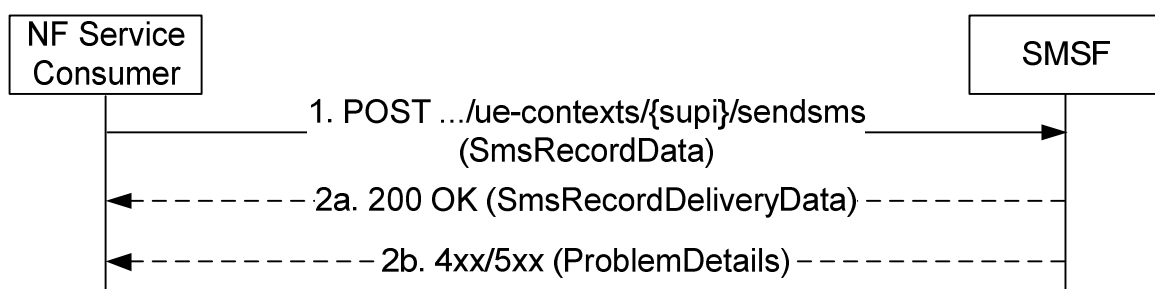 NF Service
Consumer
SMSF
1. POST .../ue-contexts/{supi}/sendsms
(SmsRecordData)
2a. 200 OK (SmsRecordDeliveryData)
2b. 4xx/5xx (ProblemDetails)